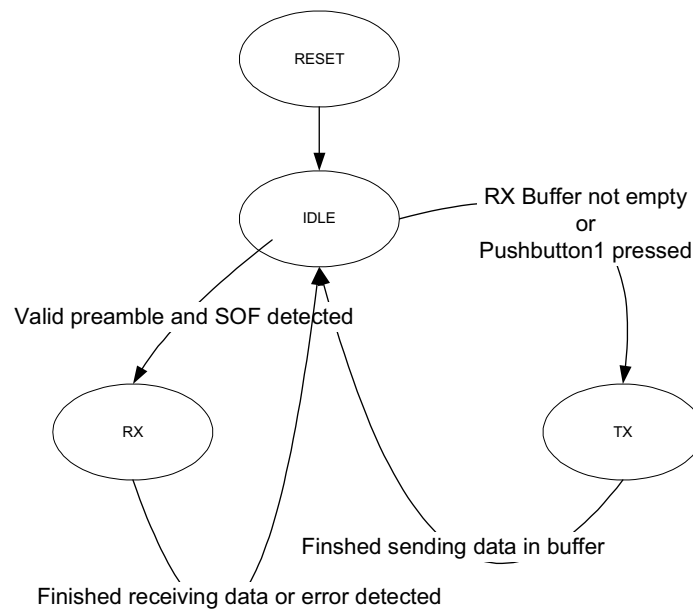 RESET
IDLE
RX Buffer not empty
or
Pushbutton1 pressed
Valid preamble and SOF detected
RX
TX
Finshed sending data in buffer
Finished receiving data or error detected